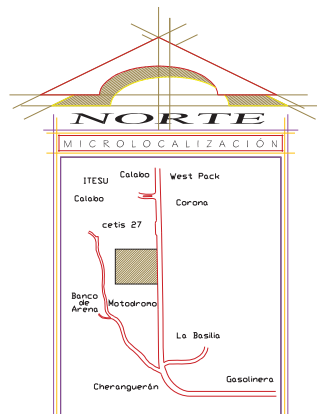 NORTE
MICROLOCALIZACIÓN
Calabo
West Pack
ITESU
Calabo
Corona
cetis 27
Banco
de
Arena
Motodromo
La Basilia
Gasolinera
Cheranguerán